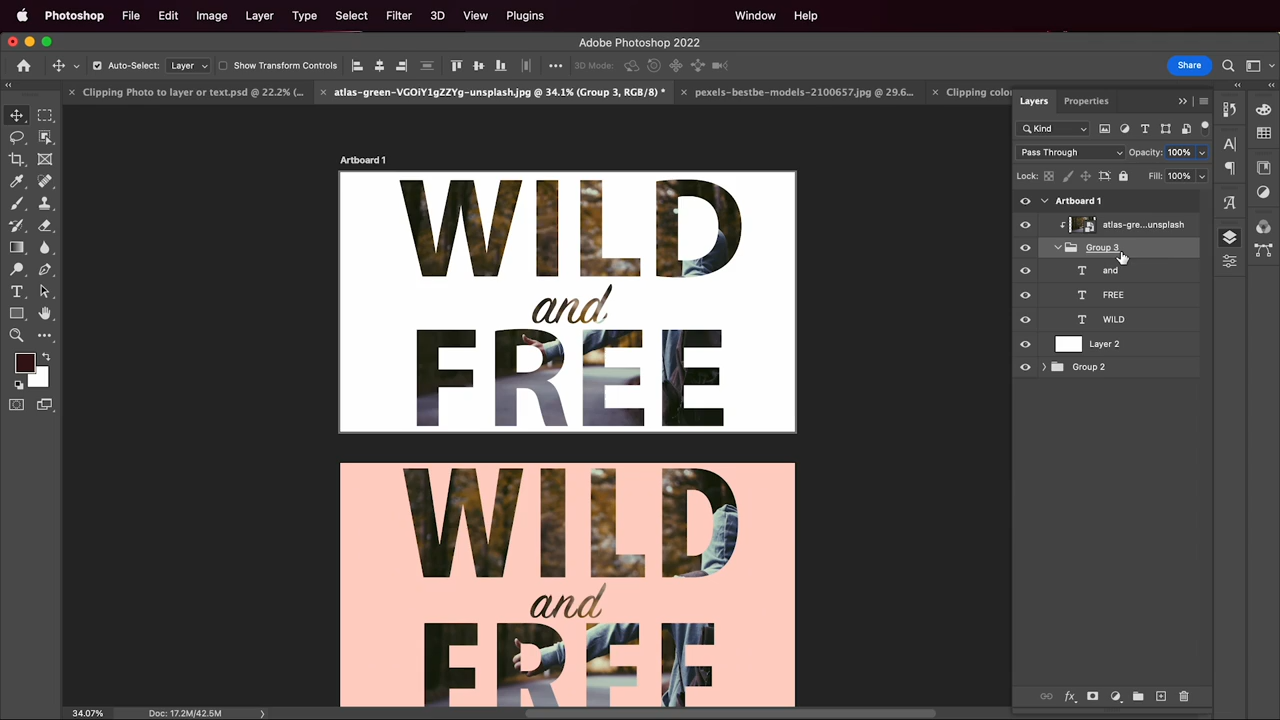 Photoshop File Edit Image Layer Type Select Filter 3D View Plugins Window Help
Adobe Photoshop 2022
Auto-Select: Layer Show Transform Controls 3D Mode: Share
Clipping Photo to layer or text.psd @ 22.2% (... atlas-green-VGOiY1gZZYg-unsplash.jpg @ 34.1% (Group 3, RGB/8) * pexels-bestbe-models-2100657.jpg @ 29.6... Clipping colo
Layers Properties
Kind
Pass Through Opacity: 100%
Artboard 1
Lock: Fill: 100%
Artboard 1
atlas-gre...unsplash
Group 3
and
FREE
WILD
Layer 2
Group 2
WILD
and
FREE
WILD
and
FREE
34.07% Doc: 17.2M/42.5M